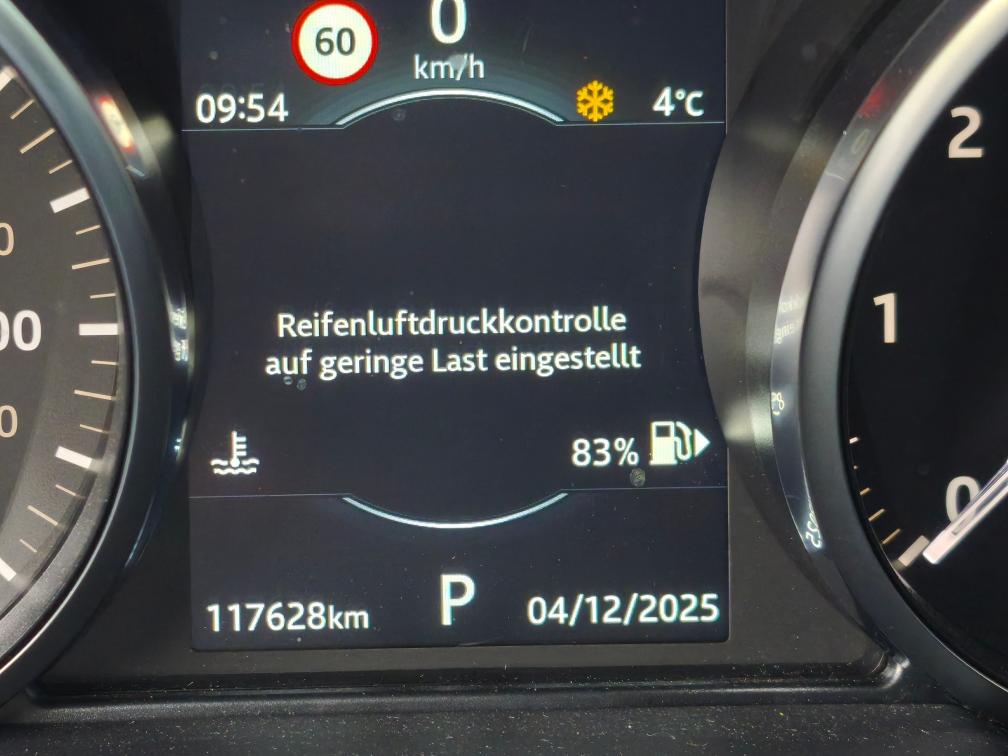 60
0
km/h
09:54
4°C
Reifenluftdruckkontrolle
auf geringe Last eingestellt
83%
117628km
P
04/12/2025
2
1
0